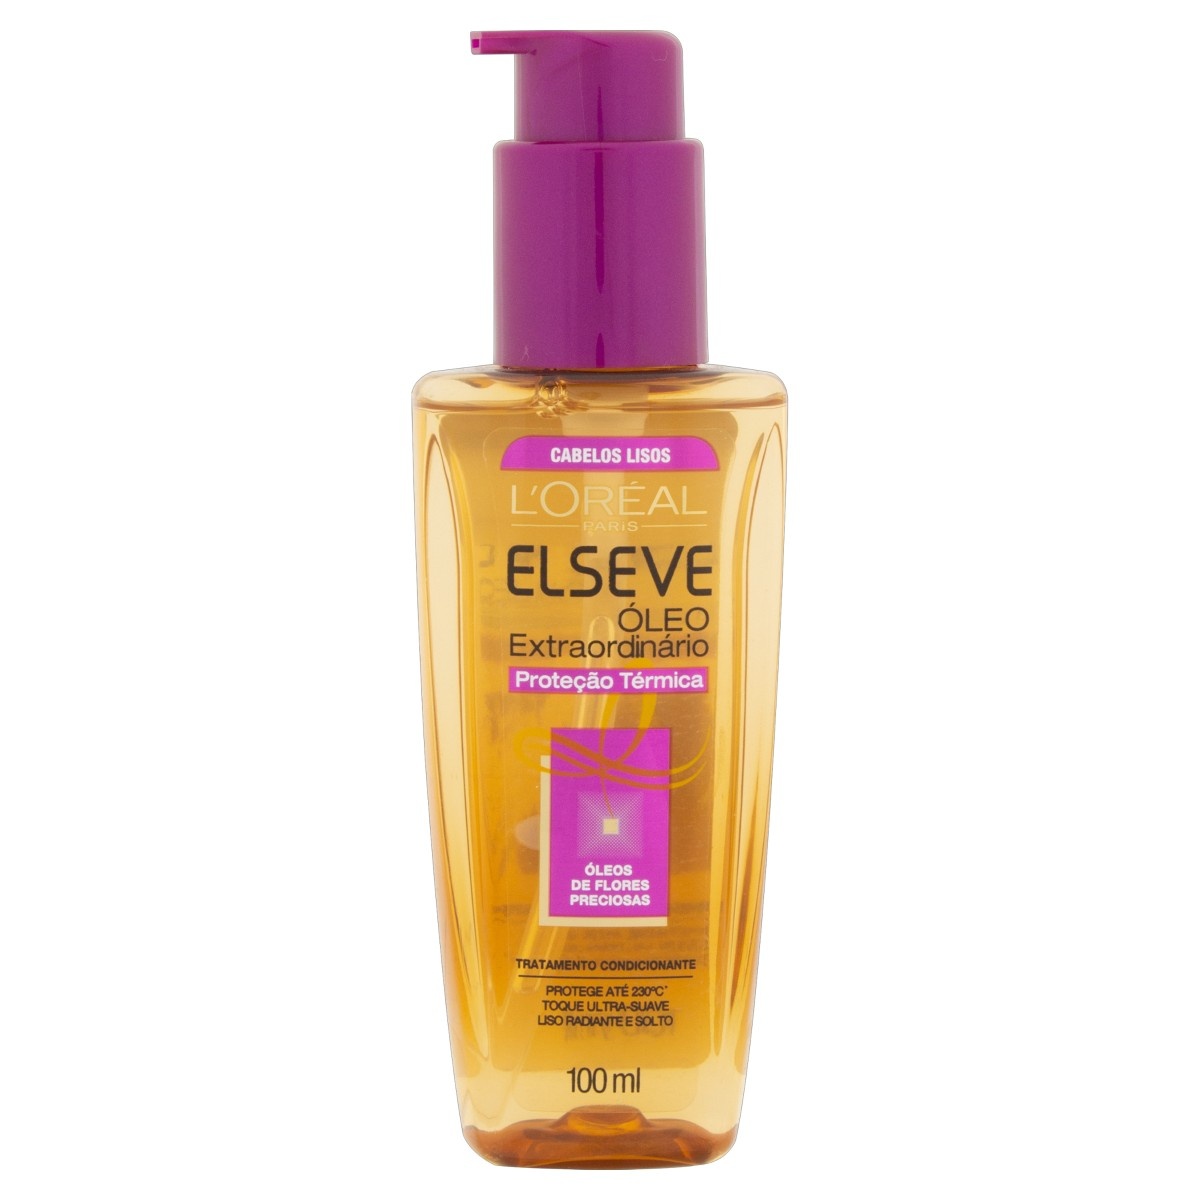 CABELOS LISOS
L'ORÉAL
PARIS
ELSEVE
ÓLEO
Extraordinário
Proteção Térmica
ÓLEOS
DE FLORES
PRECIOSAS
TRATAMENTO CONDICIONANTE
PROTEGE ATÉ 230ºC*
TOQUE ULTRA-SUAVE
LISO RADIANTE E SOLTO
100 ml